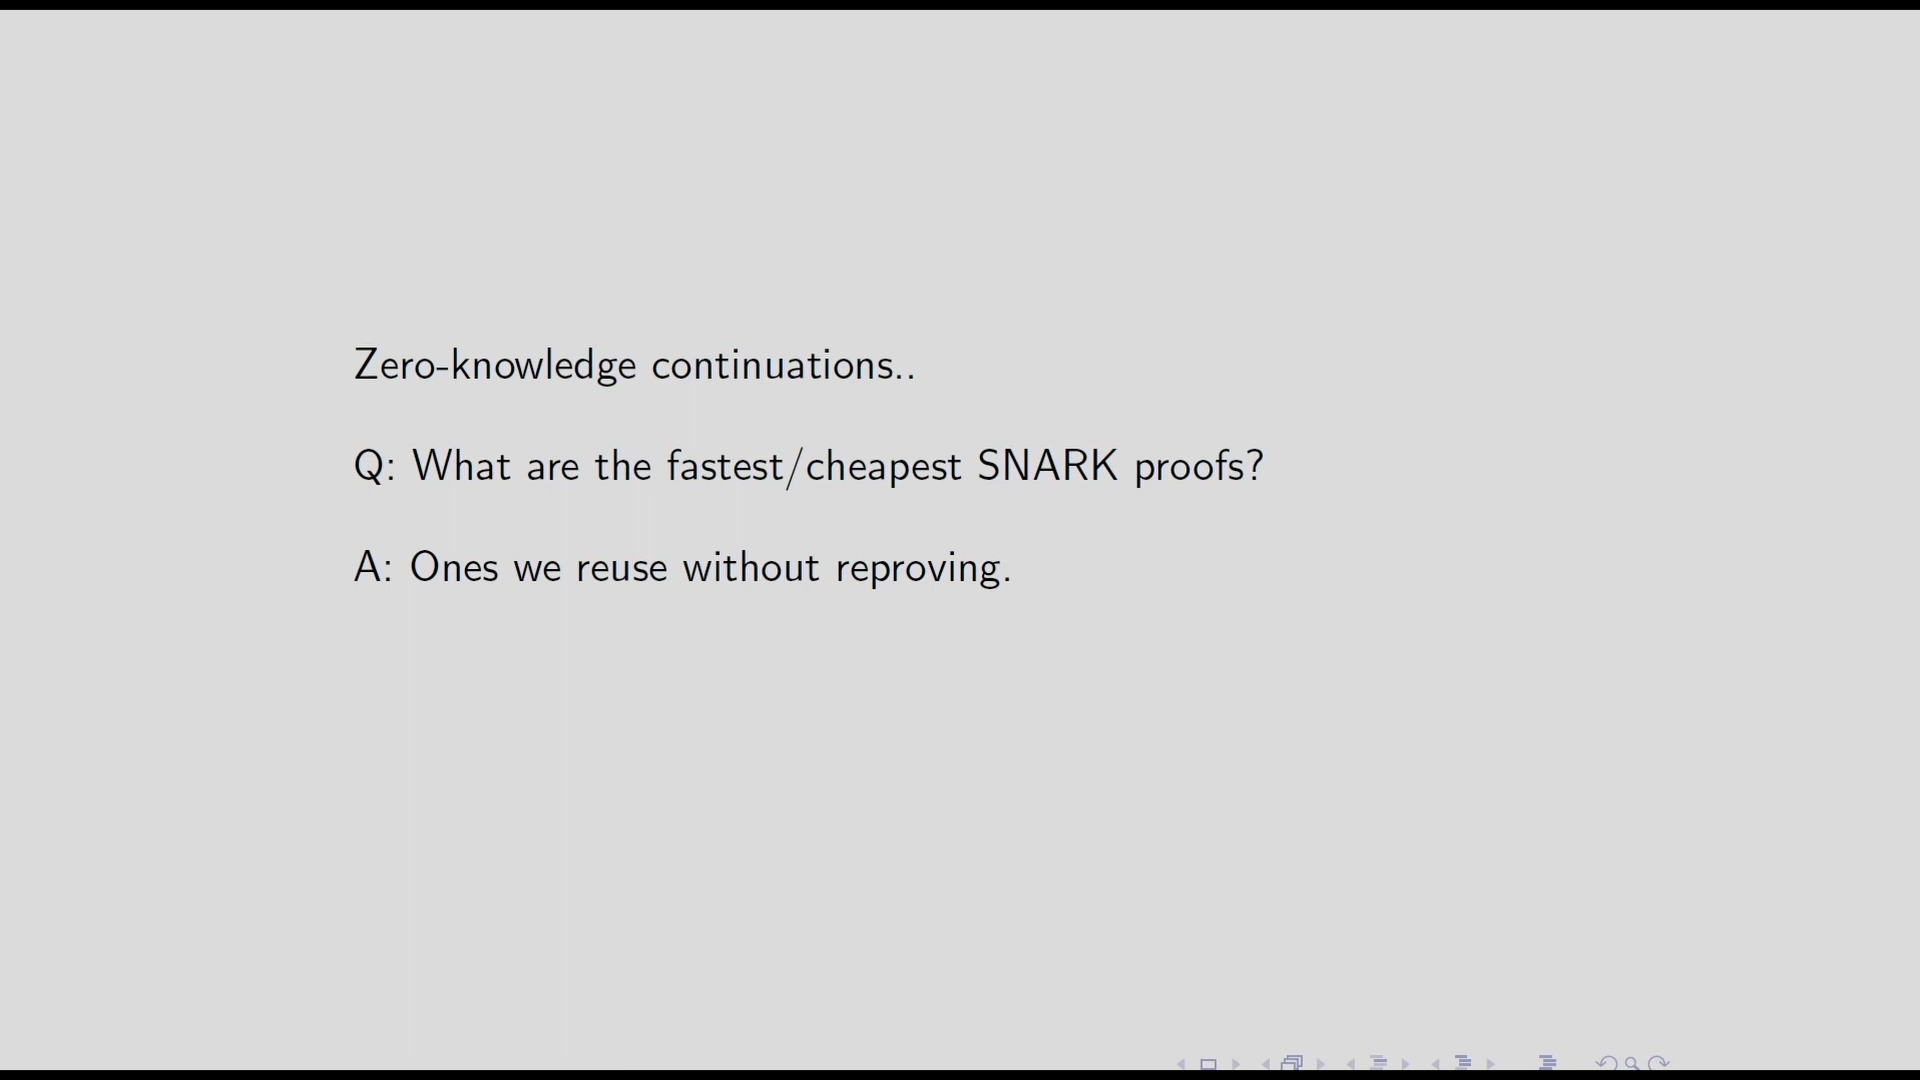 Zero-knowledge continuations..
Q: What are the fastest/cheapest SNARK proofs?
A: Ones we reuse without reproving.